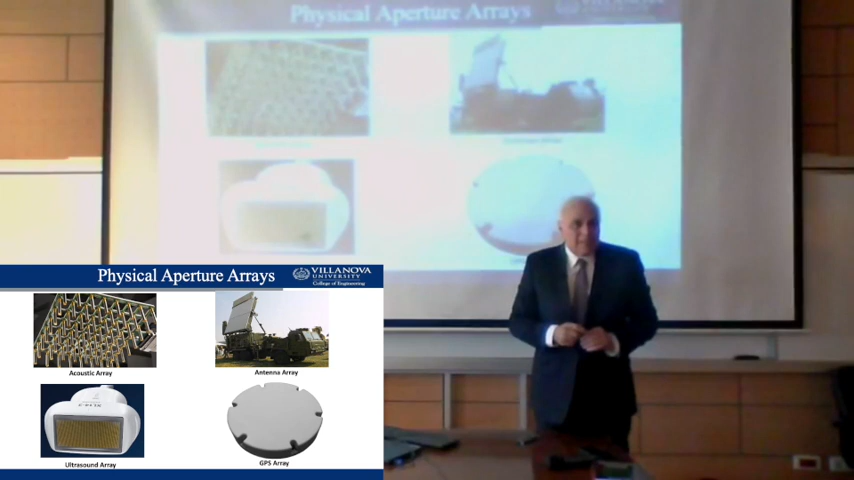 Physical Aperture Arrays
VILLANOVA
Physical Aperture Arrays
VILLANOVA
UNIVERSITY
College of Engineering
Acoustic Array
Antenna Array
Ultrasound Array
GPS Array